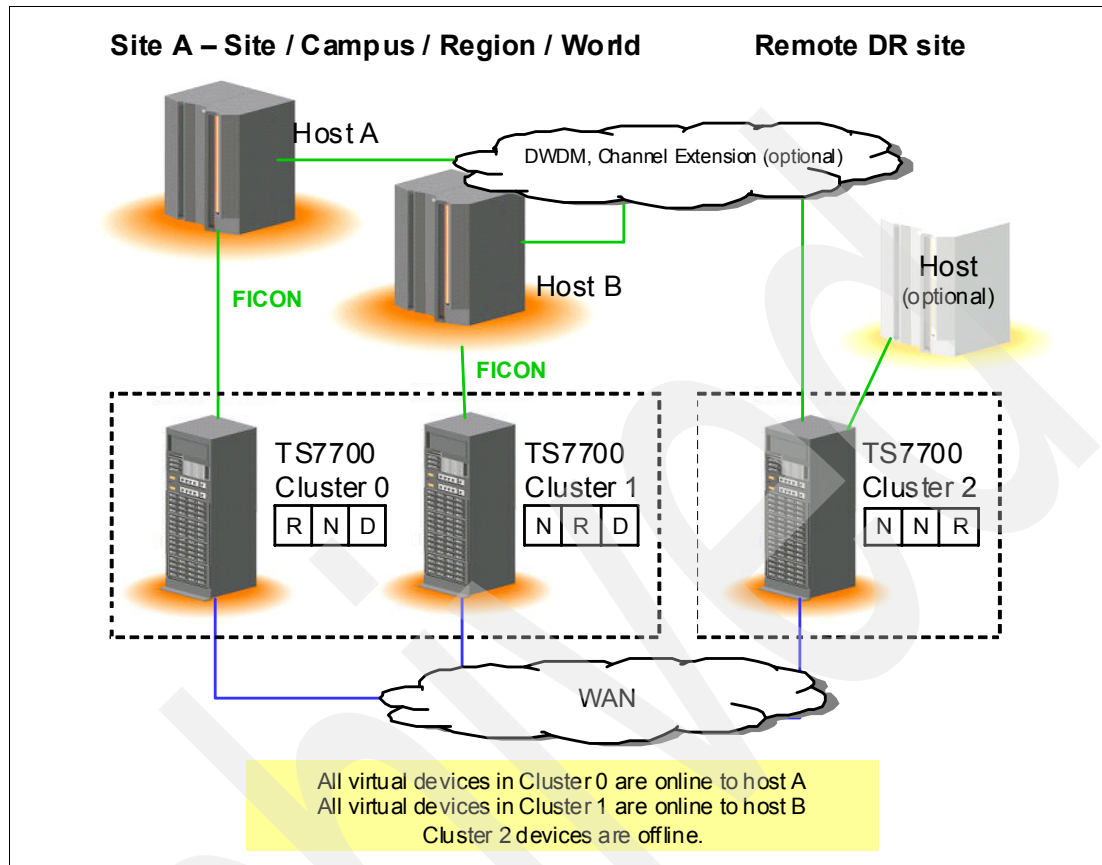 Site A – Site / Campus / Region / World
Remote DR site
Host A
DWDM, Channel Extension (optional)
Host B
Host
(optional)
FICON
FICON
TS7700
Cluster 0
R N D
TS7700
Cluster 1
N R D
TS7700
Cluster 2
N N R
WAN
All virtual devices in Cluster 0 are online to host A
All virtual devices in Cluster 1 are online to host B
Cluster 2 devices are offline.